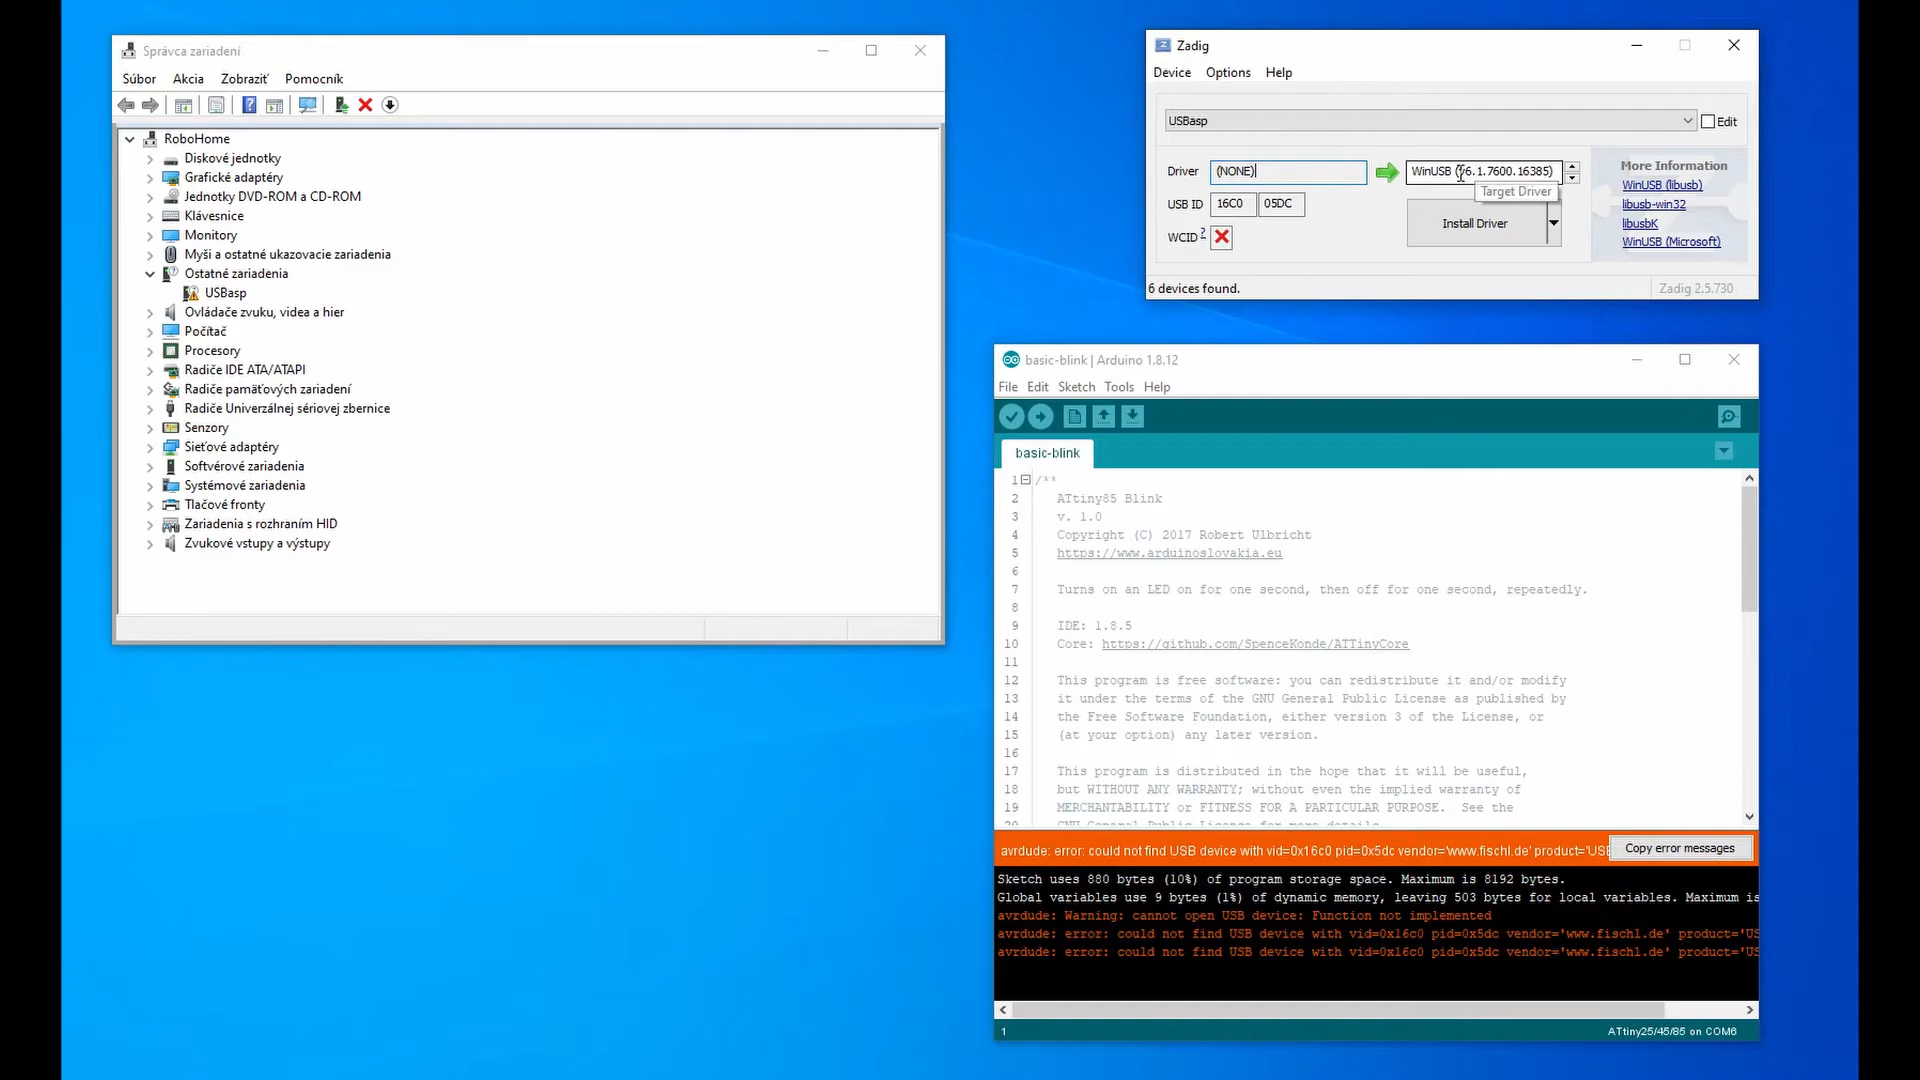 Správca zariadení
Súbor Akcia Zobraziť Pomocník
RoboHome
Diskové jednotky
Grafické adaptéry
Jednotky DVD-ROM a CD-ROM
Klávesnice
Monitory
Myši a ostatné ukazovacie zariadenia
Ostatné zariadenia
USBasp
Ovládače zvuku, videa a hier
Počítač
Procesory
Radiče IDE ATA/ATAPI
Radiče pamäťových zariadení
Radiče Univerzálnej sériovej zbernice
Senzory
Sieťové adaptéry
Softvérové zariadenia
Systémové zariadenia
Tlačové fronty
Zariadenia s rozhraním HID
Zvukové vstupy a výstupy
Zadig
Device Options Help
USBasp
Edit
Driver (NONE) WinUSB (v6.1.7600.16385)
Target Driver
USB ID 16C0 05DC
WCID ?
Install Driver
More Information
WinUSB (libusb)
libusb-win32
libusbK
WinUSB (Microsoft)
6 devices found.
Zadig 2.5.730
basic-blink | Arduino 1.8.12
File Edit Sketch Tools Help
basic-blink
1 /**
2 ATtiny85 Blink
3 v. 1.0
4 Copyright (C) 2017 Robert Ulbricht
5 https://www.arduinoslovakia.eu
6
7 Turns on an LED on for one second, then off for one second, repeatedly.
8
9 IDE: 1.8.5
10 Core: https://github.com/SpenceKonde/ATTinyCore
11
12 This program is free software: you can redistribute it and/or modify
13 it under the terms of the GNU General Public License as published by
14 the Free Software Foundation, either version 3 of the License, or
15 (at your option) any later version.
16
17 This program is distributed in the hope that it will be useful,
18 but WITHOUT ANY WARRANTY; without even the implied warranty of
19 MERCHANTABILITY or FITNESS FOR A PARTICULAR PURPOSE. See the
20 GNU General Public License for more details.
avrdude: error: could not find USB device with vid=0x16c0 pid=0x5dc vendor='www.fischl.de' product='USB
Copy error messages
Sketch uses 880 bytes (10%) of program storage space. Maximum is 8192 bytes.
Global variables use 9 bytes (1%) of dynamic memory, leaving 503 bytes for local variables. Maximum is
avrdude: Warning: cannot open USB device: Function not implemented
avrdude: error: could not find USB device with vid=0x16c0 pid=0x5dc vendor='www.fischl.de' product='US
avrdude: error: could not find USB device with vid=0x16c0 pid=0x5dc vendor='www.fischl.de' product='US
1
ATtiny25/45/85 on COM6